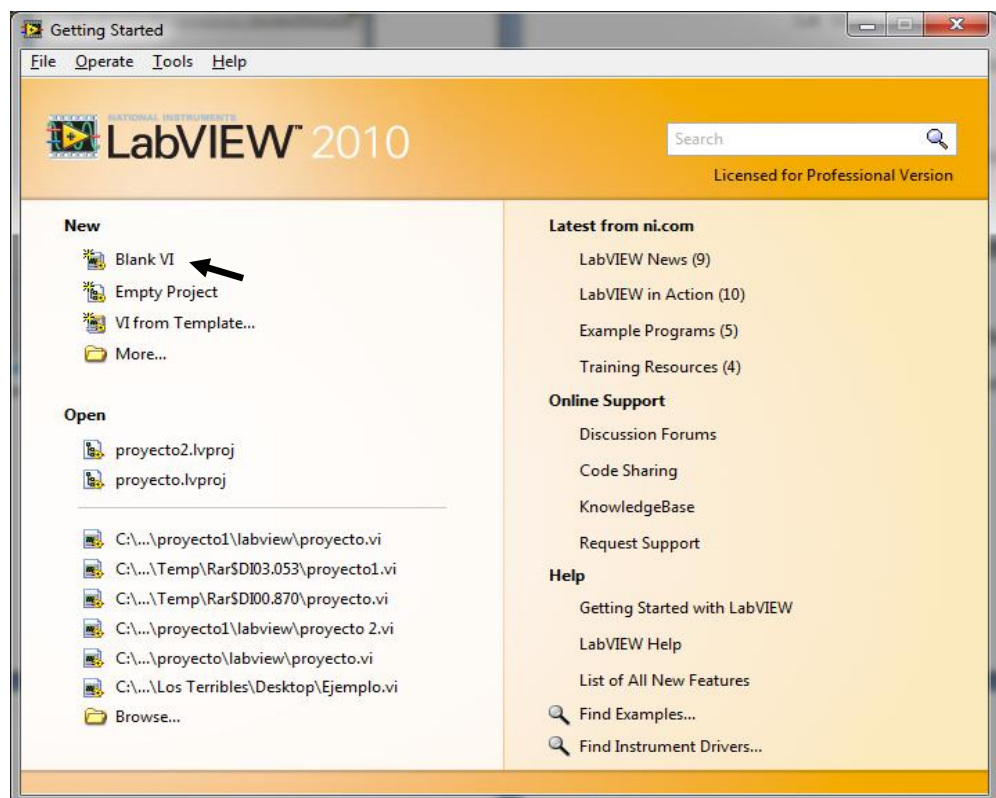 Getting Started
File Operate Tools Help
NATIONAL INSTRUMENTS
LabVIEW™ 2010
Search
Licensed for Professional Version
New
Blank VI
Empty Project
VI from Template...
More...
Open
proyecto2.lvproj
proyecto.lvproj
C:\...\proyecto1\labview\proyecto.vi
C:\...\Temp\Rar$DI03.053\proyecto1.vi
C:\...\Temp\Rar$DI00.870\proyecto.vi
C:\...\proyecto1\labview\proyecto 2.vi
C:\...\proyecto\labview\proyecto.vi
C:\...\Los Terribles\Desktop\Ejemplo.vi
Browse...
Latest from ni.com
LabVIEW News (9)
LabVIEW in Action (10)
Example Programs (5)
Training Resources (4)
Online Support
Discussion Forums
Code Sharing
KnowledgeBase
Request Support
Help
Getting Started with LabVIEW
LabVIEW Help
List of All New Features
Find Examples...
Find Instrument Drivers...